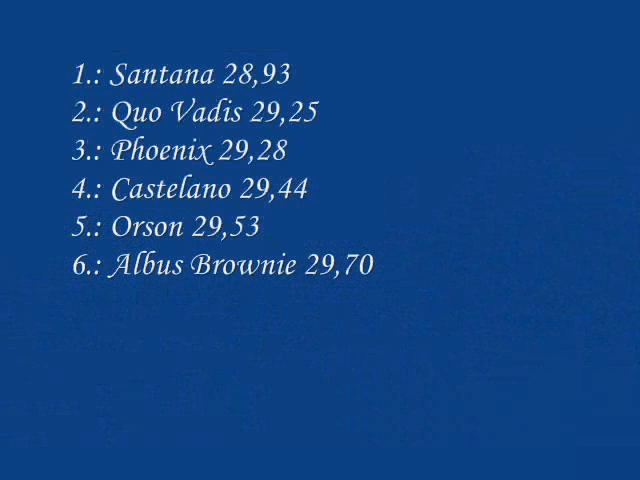 1.: Santana 28,93
2.: Quo Vadis 29,25
3.: Phoenix 29,28
4.: Castelano 29,44
5.: Orson 29,53
6.: Albus Brownie 29,70